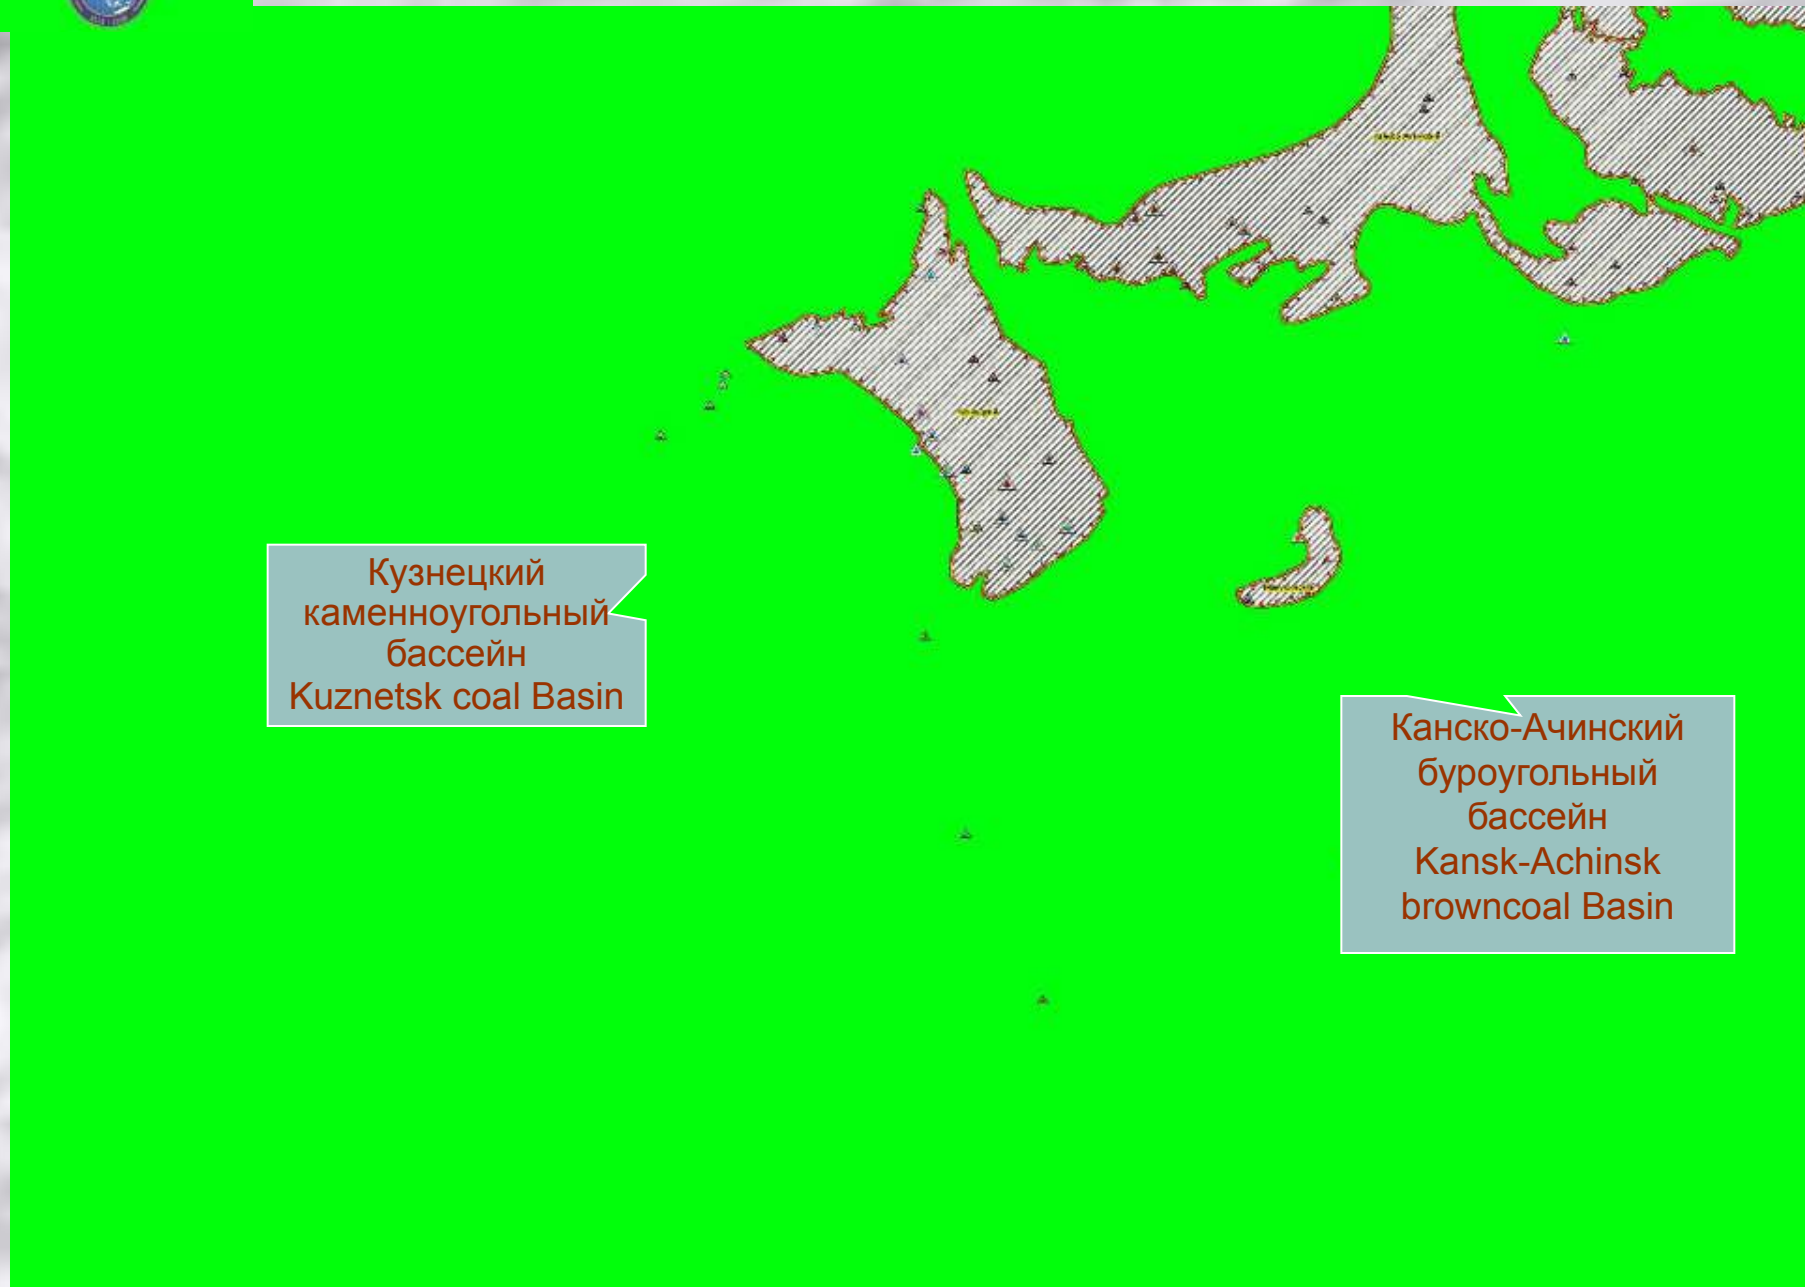 Кузнецкий
каменноугольный
бассейн
Kuznetsk coal Basin
Канско-Ачинский
буроугольный
бассейн
Kansk-Achinsk
browncoal Basin